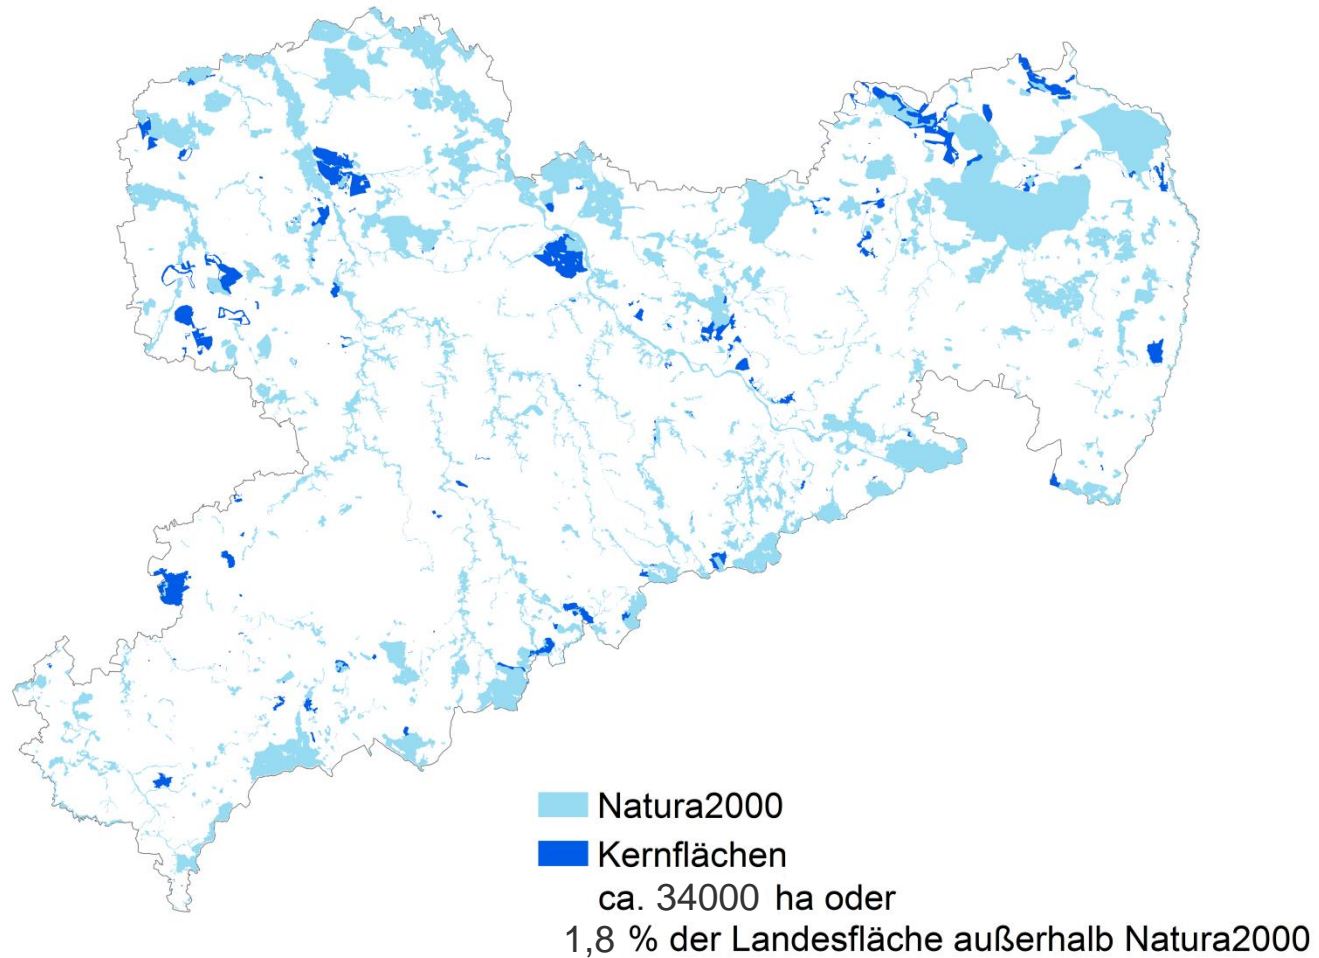 Natura2000
Kernflächen
ca. 34000 ha oder
1,8 % der Landesfläche außerhalb Natura2000